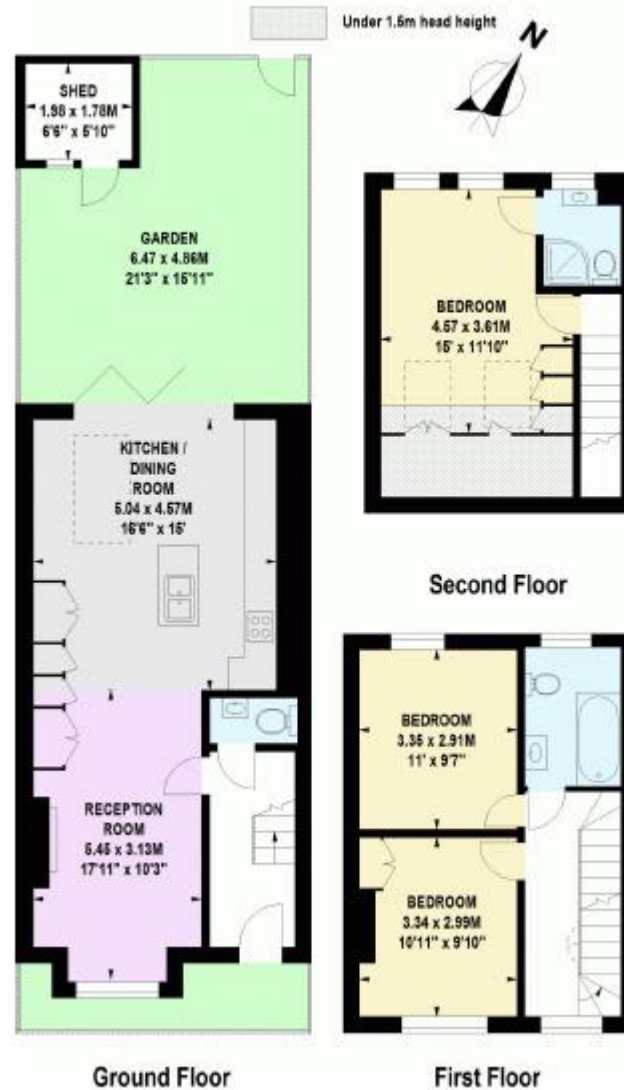 Under 1.5m head height
N
SHED
1.98 x 1.78M
6'6" x 5'10"
GARDEN
6.47 x 4.86M
21'3" x 15'11"
KITCHEN /
DINING
ROOM
5.04 x 4.57M
16'6" x 15'
RECEPTION
ROOM
5.45 x 3.13M
17'11" x 10'3"
Ground Floor
BEDROOM
4.57 x 3.61M
15' x 11'10"
Second Floor
BEDROOM
3.35 x 2.91M
11' x 9'7"
BEDROOM
3.34 x 2.99M
10'11" x 9'10"
First Floor